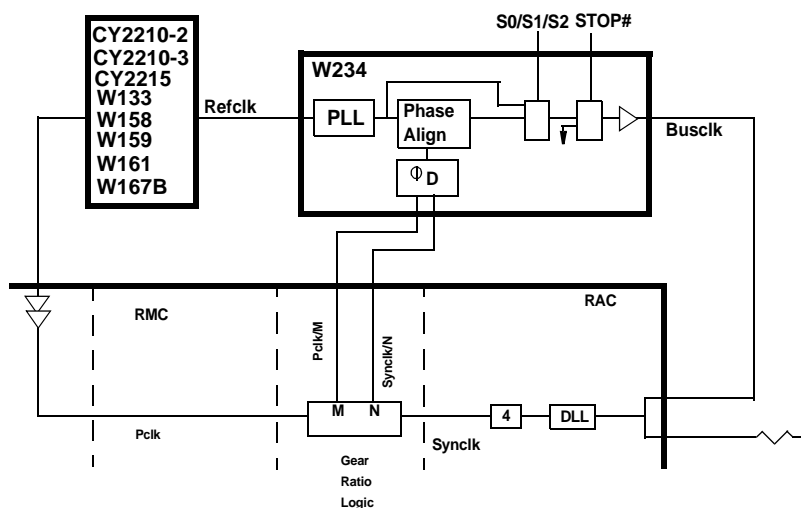 S0/S1/S2 STOP#
CY2210-2
CY2210-3
CY2215
W133
W158
W159
W161
W167B
Refclk
W234
PLL
Phase
Align
Φ D
Busclk
RMC
RAC
Pclk/M
Synclk/N
M N
4
DLL
Pclk
Synclk
Gear
Ratio
Logic